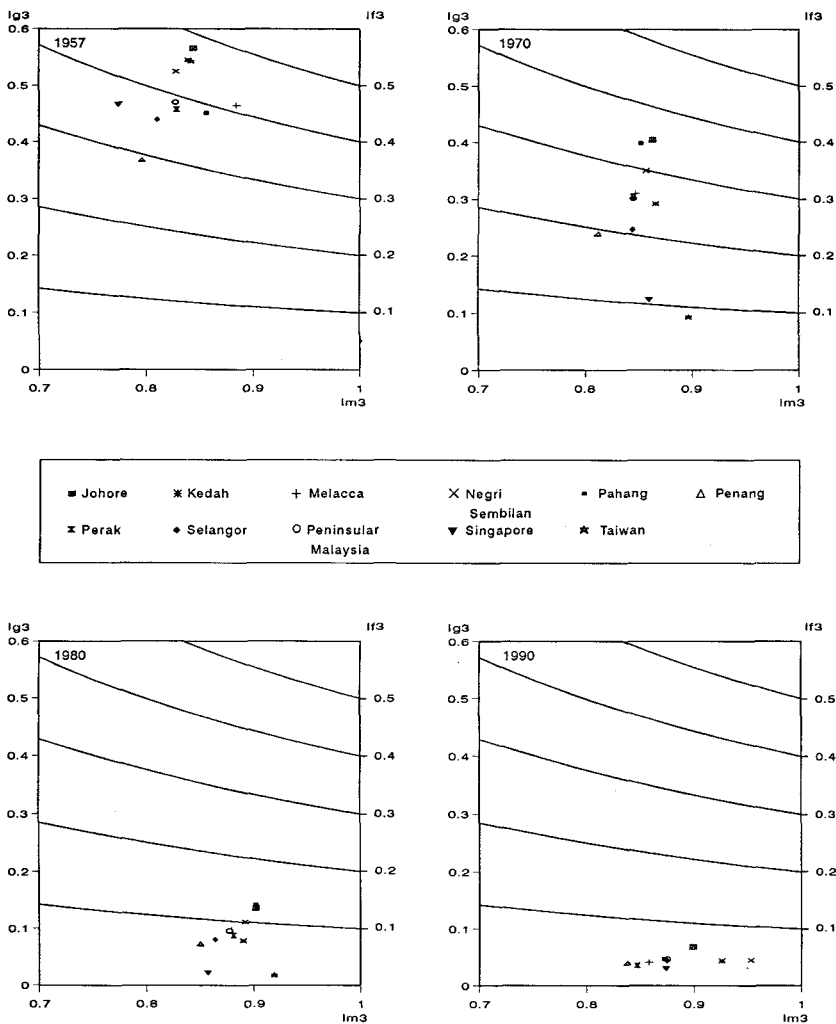 Ig3 If3
0.6
1957
0.5 0.5
0.4 0.4
0.3 0.3
0.2 0.2
0.1 0.1
0
0.7 0.8 0.9 1
Im3
Ig3 If3
0.6
1970
0.5 0.5
0.4 0.4
0.3 0.3
0.2 0.2
0.1 0.1
0
0.7 0.8 0.9 1
Im3
Johore Kedah Melacca Negri Sembilan Pahang Penang
Perak Selangor Peninsular Malaysia Singapore Taiwan
Ig3 If3
0.6
1980
0.5 0.5
0.4 0.4
0.3 0.3
0.2 0.2
0.1 0.1
0
0.7 0.8 0.9 1
Im3
Ig3 If3
0.6
1990
0.5 0.5
0.4 0.4
0.3 0.3
0.2 0.2
0.1 0.1
0
0.7 0.8 0.9 1
Im3